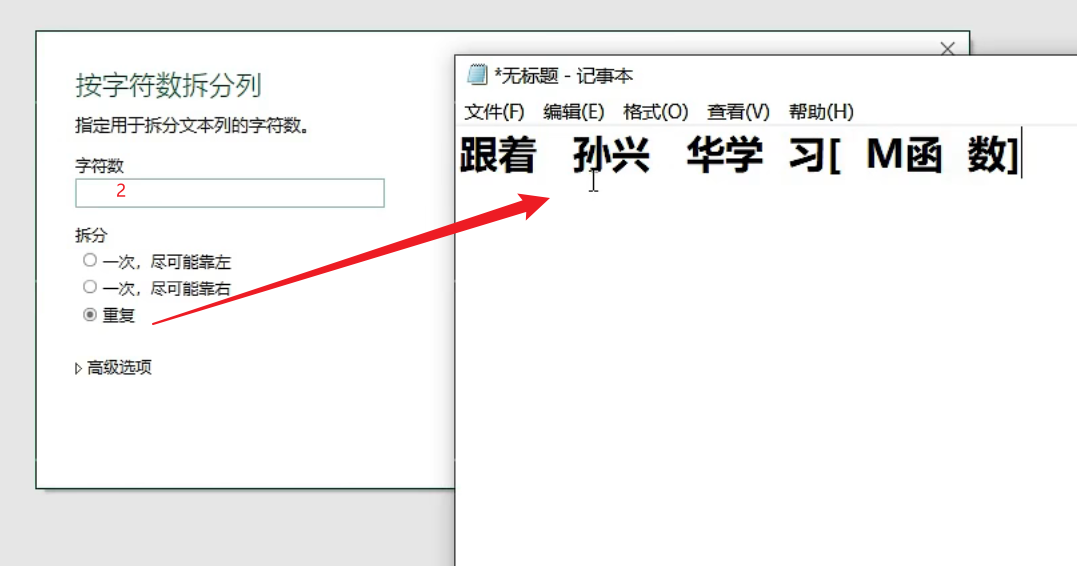 按字符数拆分列
指定用于拆分文本列的字符数。
字符数
2
拆分
一次，尽可能靠左
一次，尽可能靠右
重复
高级选项
*无标题 - 记事本
文件(F) 编辑(E) 格式(O) 查看(V) 帮助(H)
跟着 孙兴 华学 习[ M函 数]